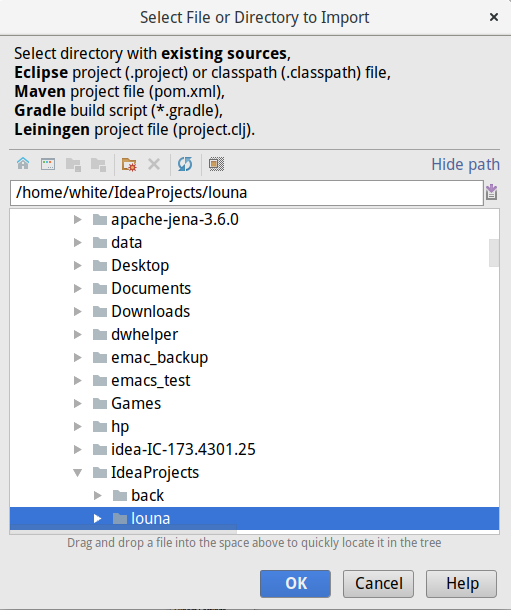 Select File or Directory to Import
Select directory with existing sources,
Eclipse project (.project) or classpath (.classpath) file,
Maven project file (pom.xml),
Gradle build script (*.gradle),
Leiningen project file (project.clj).
Hide path
/home/white/IdeaProjects/louna
apache-jena-3.6.0
data
Desktop
Documents
Downloads
dwhelper
emac_backup
emacs_test
Games
hp
idea-IC-173.4301.25
IdeaProjects
back
louna
Drag and drop a file into the space above to quickly locate it in the tree
OK Cancel Help